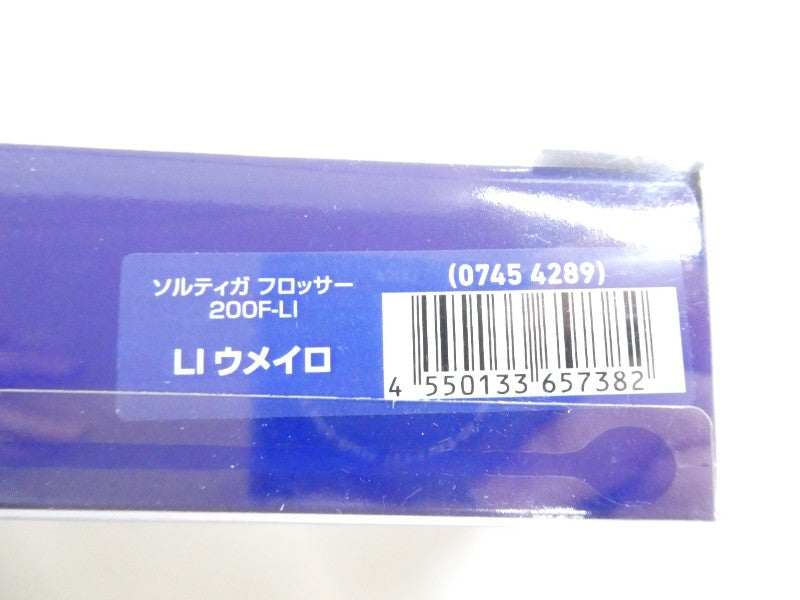 ソルティガ フロッサー
200F-LI
LI ウメイロ
(0745 4289)
4 550133 657382